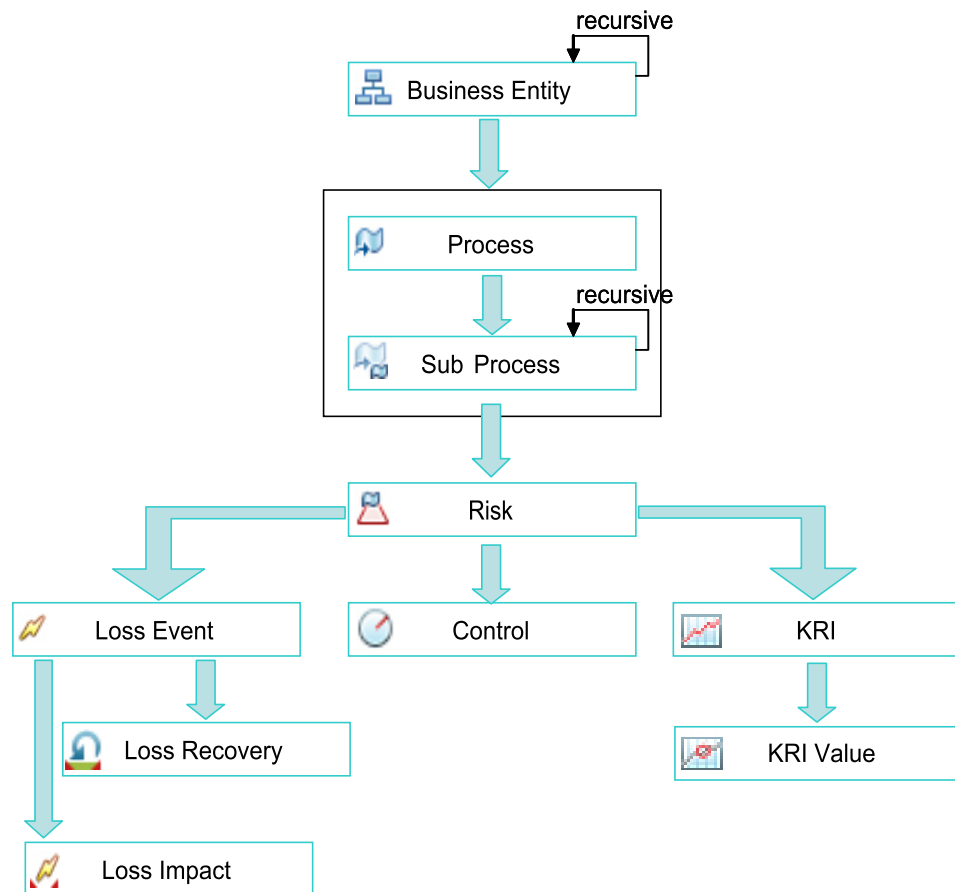 recursive
Business Entity
Process
recursive
Sub Process
Risk
Loss Event
Control
KRI
Loss Recovery
KRI Value
Loss Impact